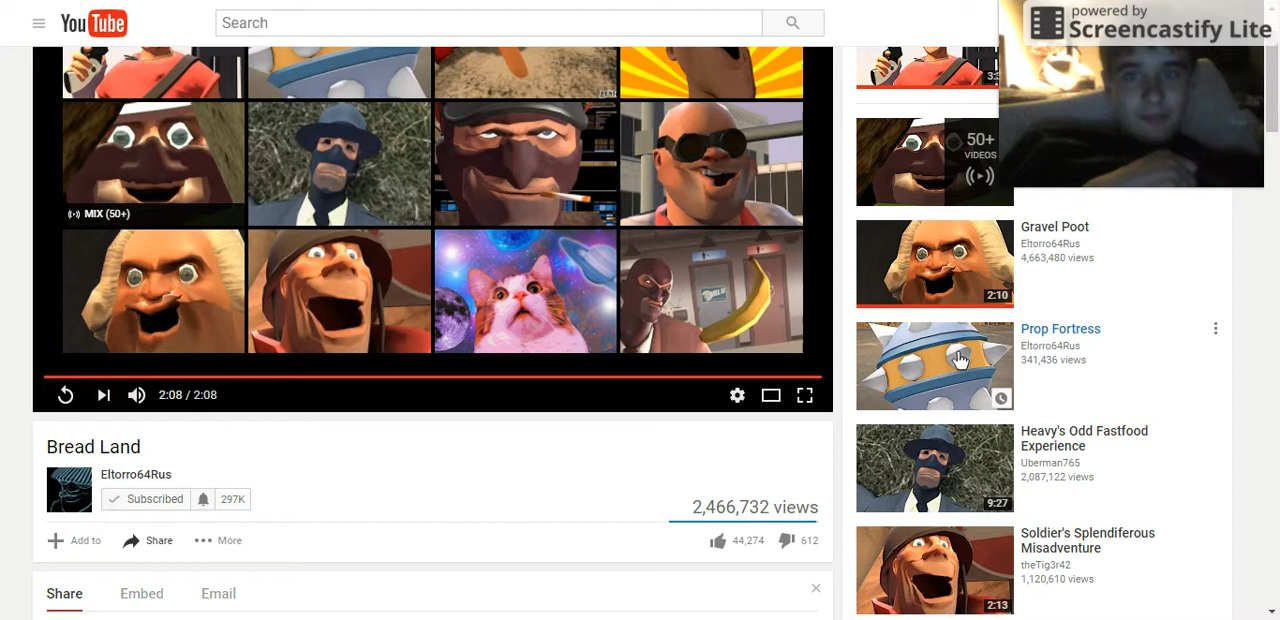 YouTube
Search
powered by
Screencastify Lite
50+
VIDEOS
MIX (50+)
2:08 / 2:08
Bread Land
Eltorro64Rus
Subscribed
297K
2,466,732 views
Add to
Share
More
44,274
612
Share
Embed
Email
Gravel Poot
Eltorro64Rus
4,663,480 views
2:10
Prop Fortress
Eltorro64Rus
341,436 views
Heavy's Odd Fastfood
Experience
Uberman765
2,087,122 views
9:27
Soldier's Splendiferous
Misadventure
theTig3r42
1,120,610 views
2:13